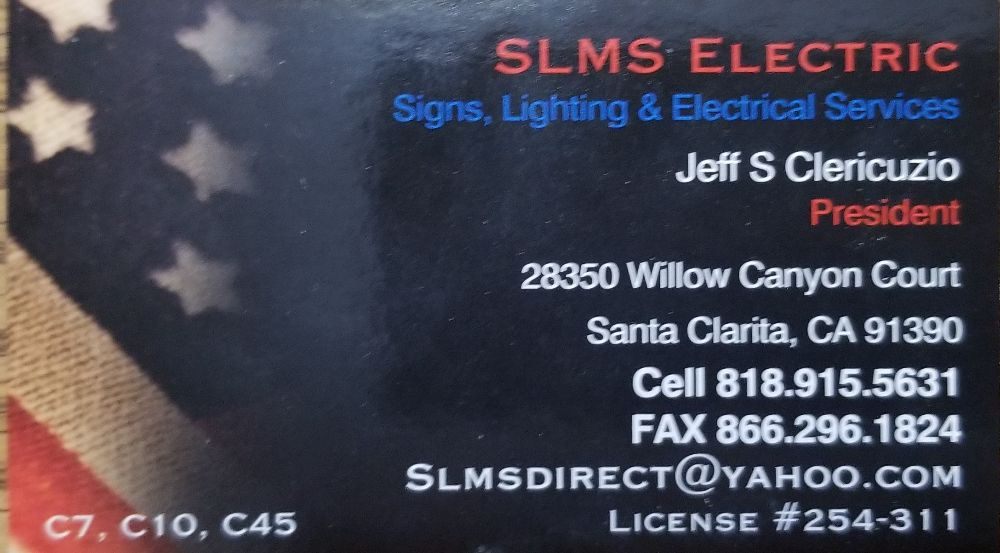 SLMS ELECTRIC
Signs, Lighting & Electrical Services
Jeff S Clericuzio
President
28350 Willow Canyon Court
Santa Clarita, CA 91390
Cell 818.915.5631
FAX 866.296.1824
SLMSDIRECT@YAHOO.COM
C7, C10, C45
LICENSE #254-311